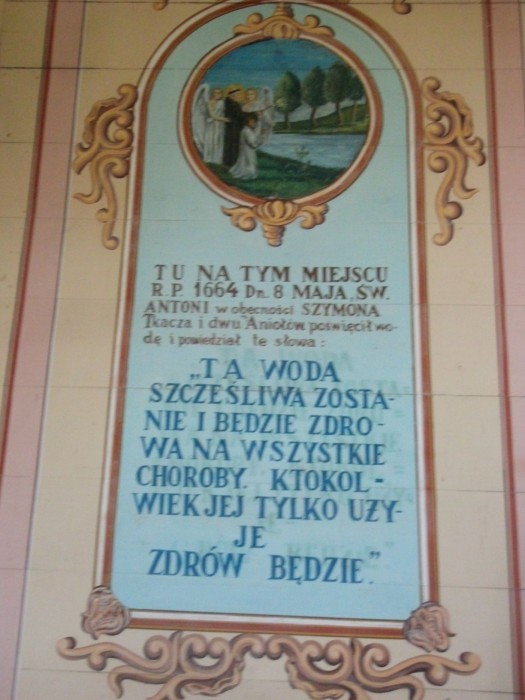 TU NA TYM MIEJSCU
R.P. 1664 Dn. 8 MAJA, ŚW.
ANTONI w obecności SZYMONA
Tkacza i dwu Aniołów poświęcił wo-
dę i powiedział te słowa:
„TA WODA
SZCZEŚLIWA ZOSTA-
NIE I BĘDZIE ZDRO-
WA NA WSZYSTKIE
CHOROBY. KTOKOL-
WIEK JEJ TYLKO UŻY-
JE
ZDRÓW BĘDZIE."